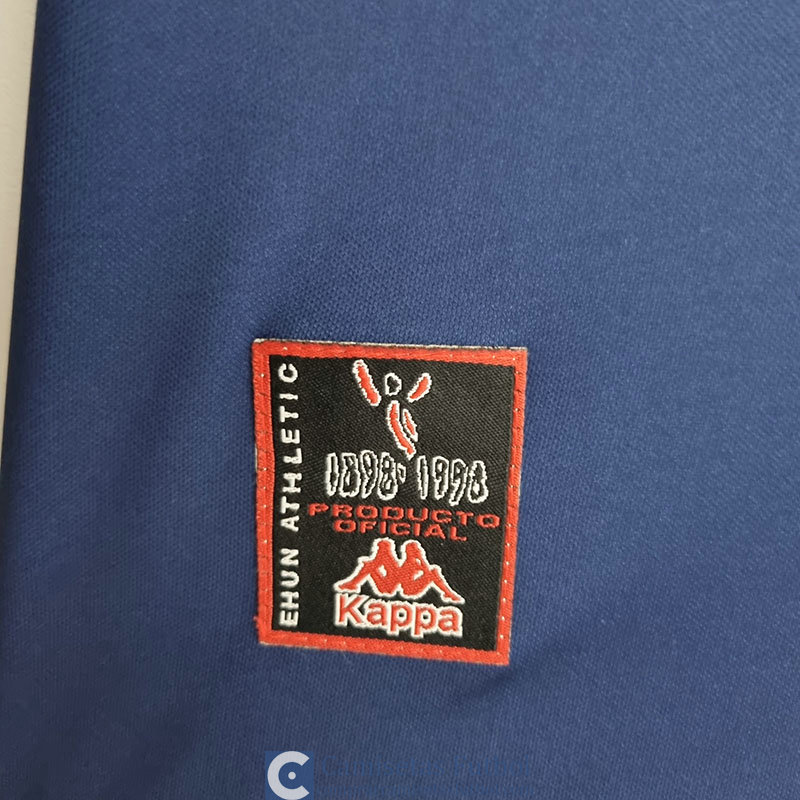 EHUN ATHLETIC
1898·1998
PRODUCTO
OFICIAL
Kappa